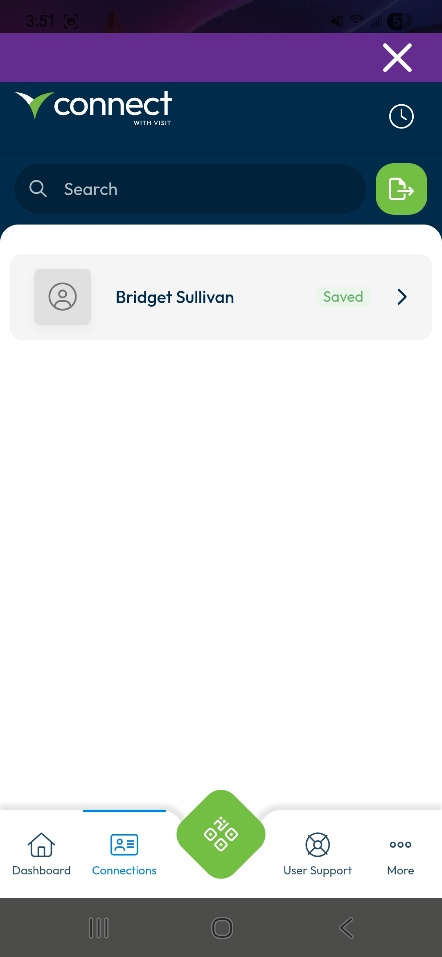 3:51
connect
WITH VISIT
Search
Bridget Sullivan
Saved
Dashboard
Connections
User Support
More